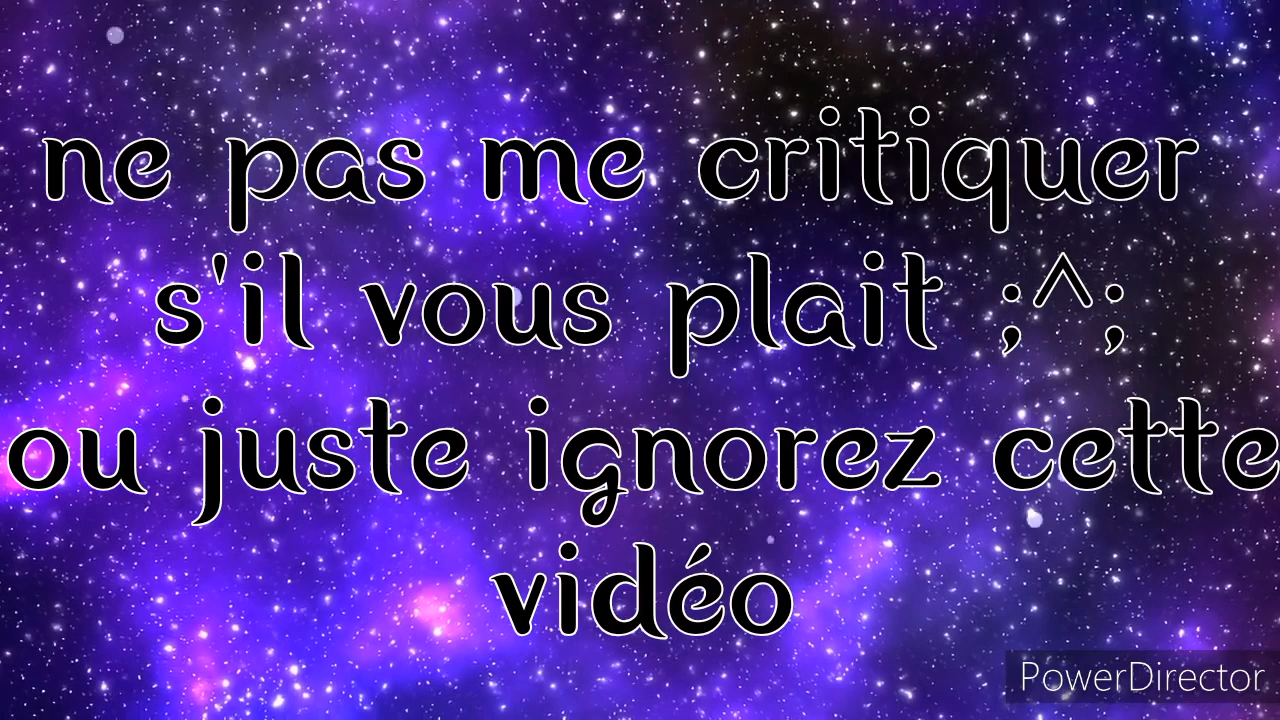 ne pas me critiquer
s'il vous plait ;^;
ou juste ignorez cette
vidéo
PowerDirector